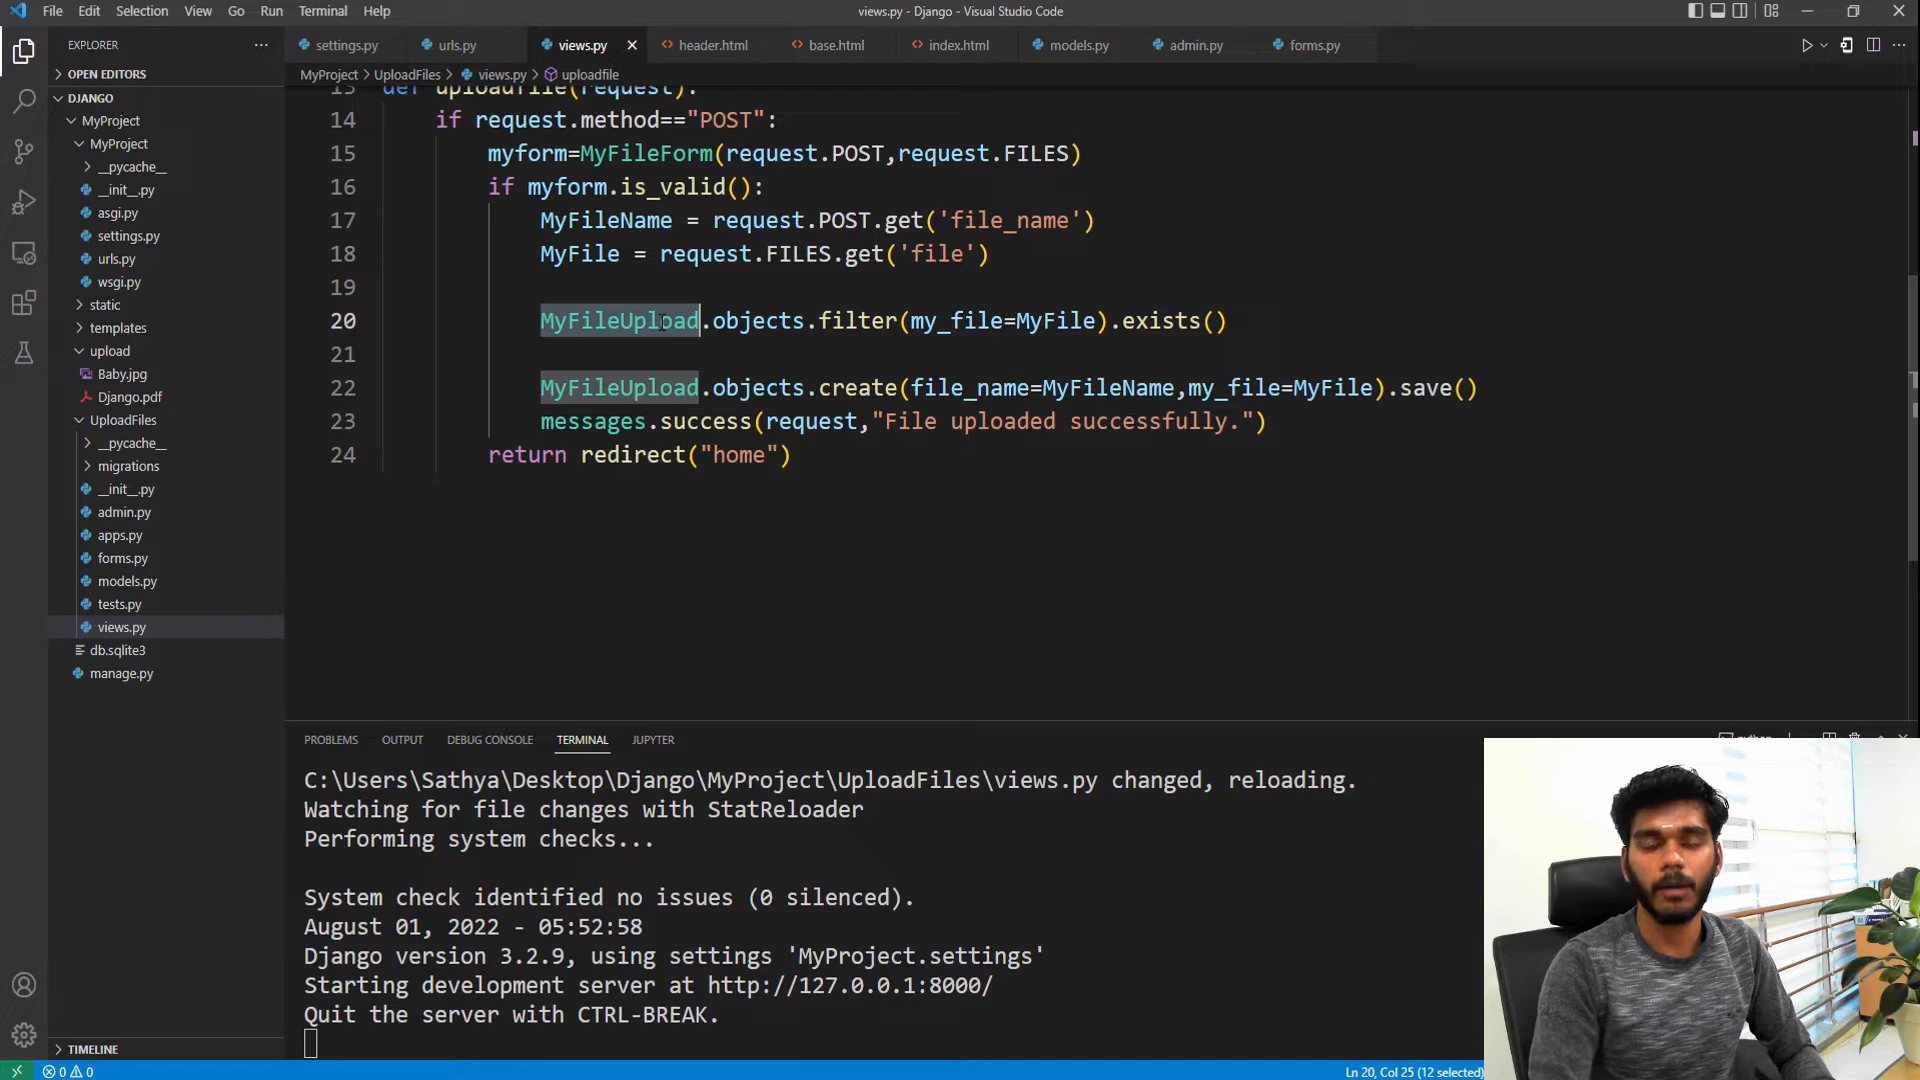 File Edit Selection View Go Run Terminal Help
views.py - Django - Visual Studio Code
EXPLORER
settings.py urls.py views.py header.html base.html index.html models.py admin.py forms.py
OPEN EDITORS
MyProject > UploadFiles > views.py > uploadfile
DJANGO
MyProject
MyProject
__pycache__
__init__.py
asgi.py
settings.py
urls.py
wsgi.py
static
templates
upload
Baby.jpg
Django.pdf
UploadFiles
__pycache__
migrations
__init__.py
admin.py
apps.py
forms.py
models.py
tests.py
views.py
db.sqlite3
manage.py
TIMELINE
13 def uploadfile(request):
14 if request.method=="POST":
15 myform=MyFileForm(request.POST,request.FILES)
16 if myform.is_valid():
17 MyFileName = request.POST.get('file_name')
18 MyFile = request.FILES.get('file')
19
20 MyFileUpload.objects.filter(my_file=MyFile).exists()
21
22 MyFileUpload.objects.create(file_name=MyFileName,my_file=MyFile).save()
23 messages.success(request,"File uploaded successfully.")
24 return redirect("home")
PROBLEMS OUTPUT DEBUG CONSOLE TERMINAL JUPYTER
C:\Users\Sathya\Desktop\Django\MyProject\UploadFiles\views.py changed, reloading.
Watching for file changes with StatReloader
Performing system checks...
System check identified no issues (0 silenced).
August 01, 2022 - 05:52:58
Django version 3.2.9, using settings 'MyProject.settings'
Starting development server at http://127.0.0.1:8000/
Quit the server with CTRL-BREAK.
0 0
Ln 20, Col 25 (12 selected)